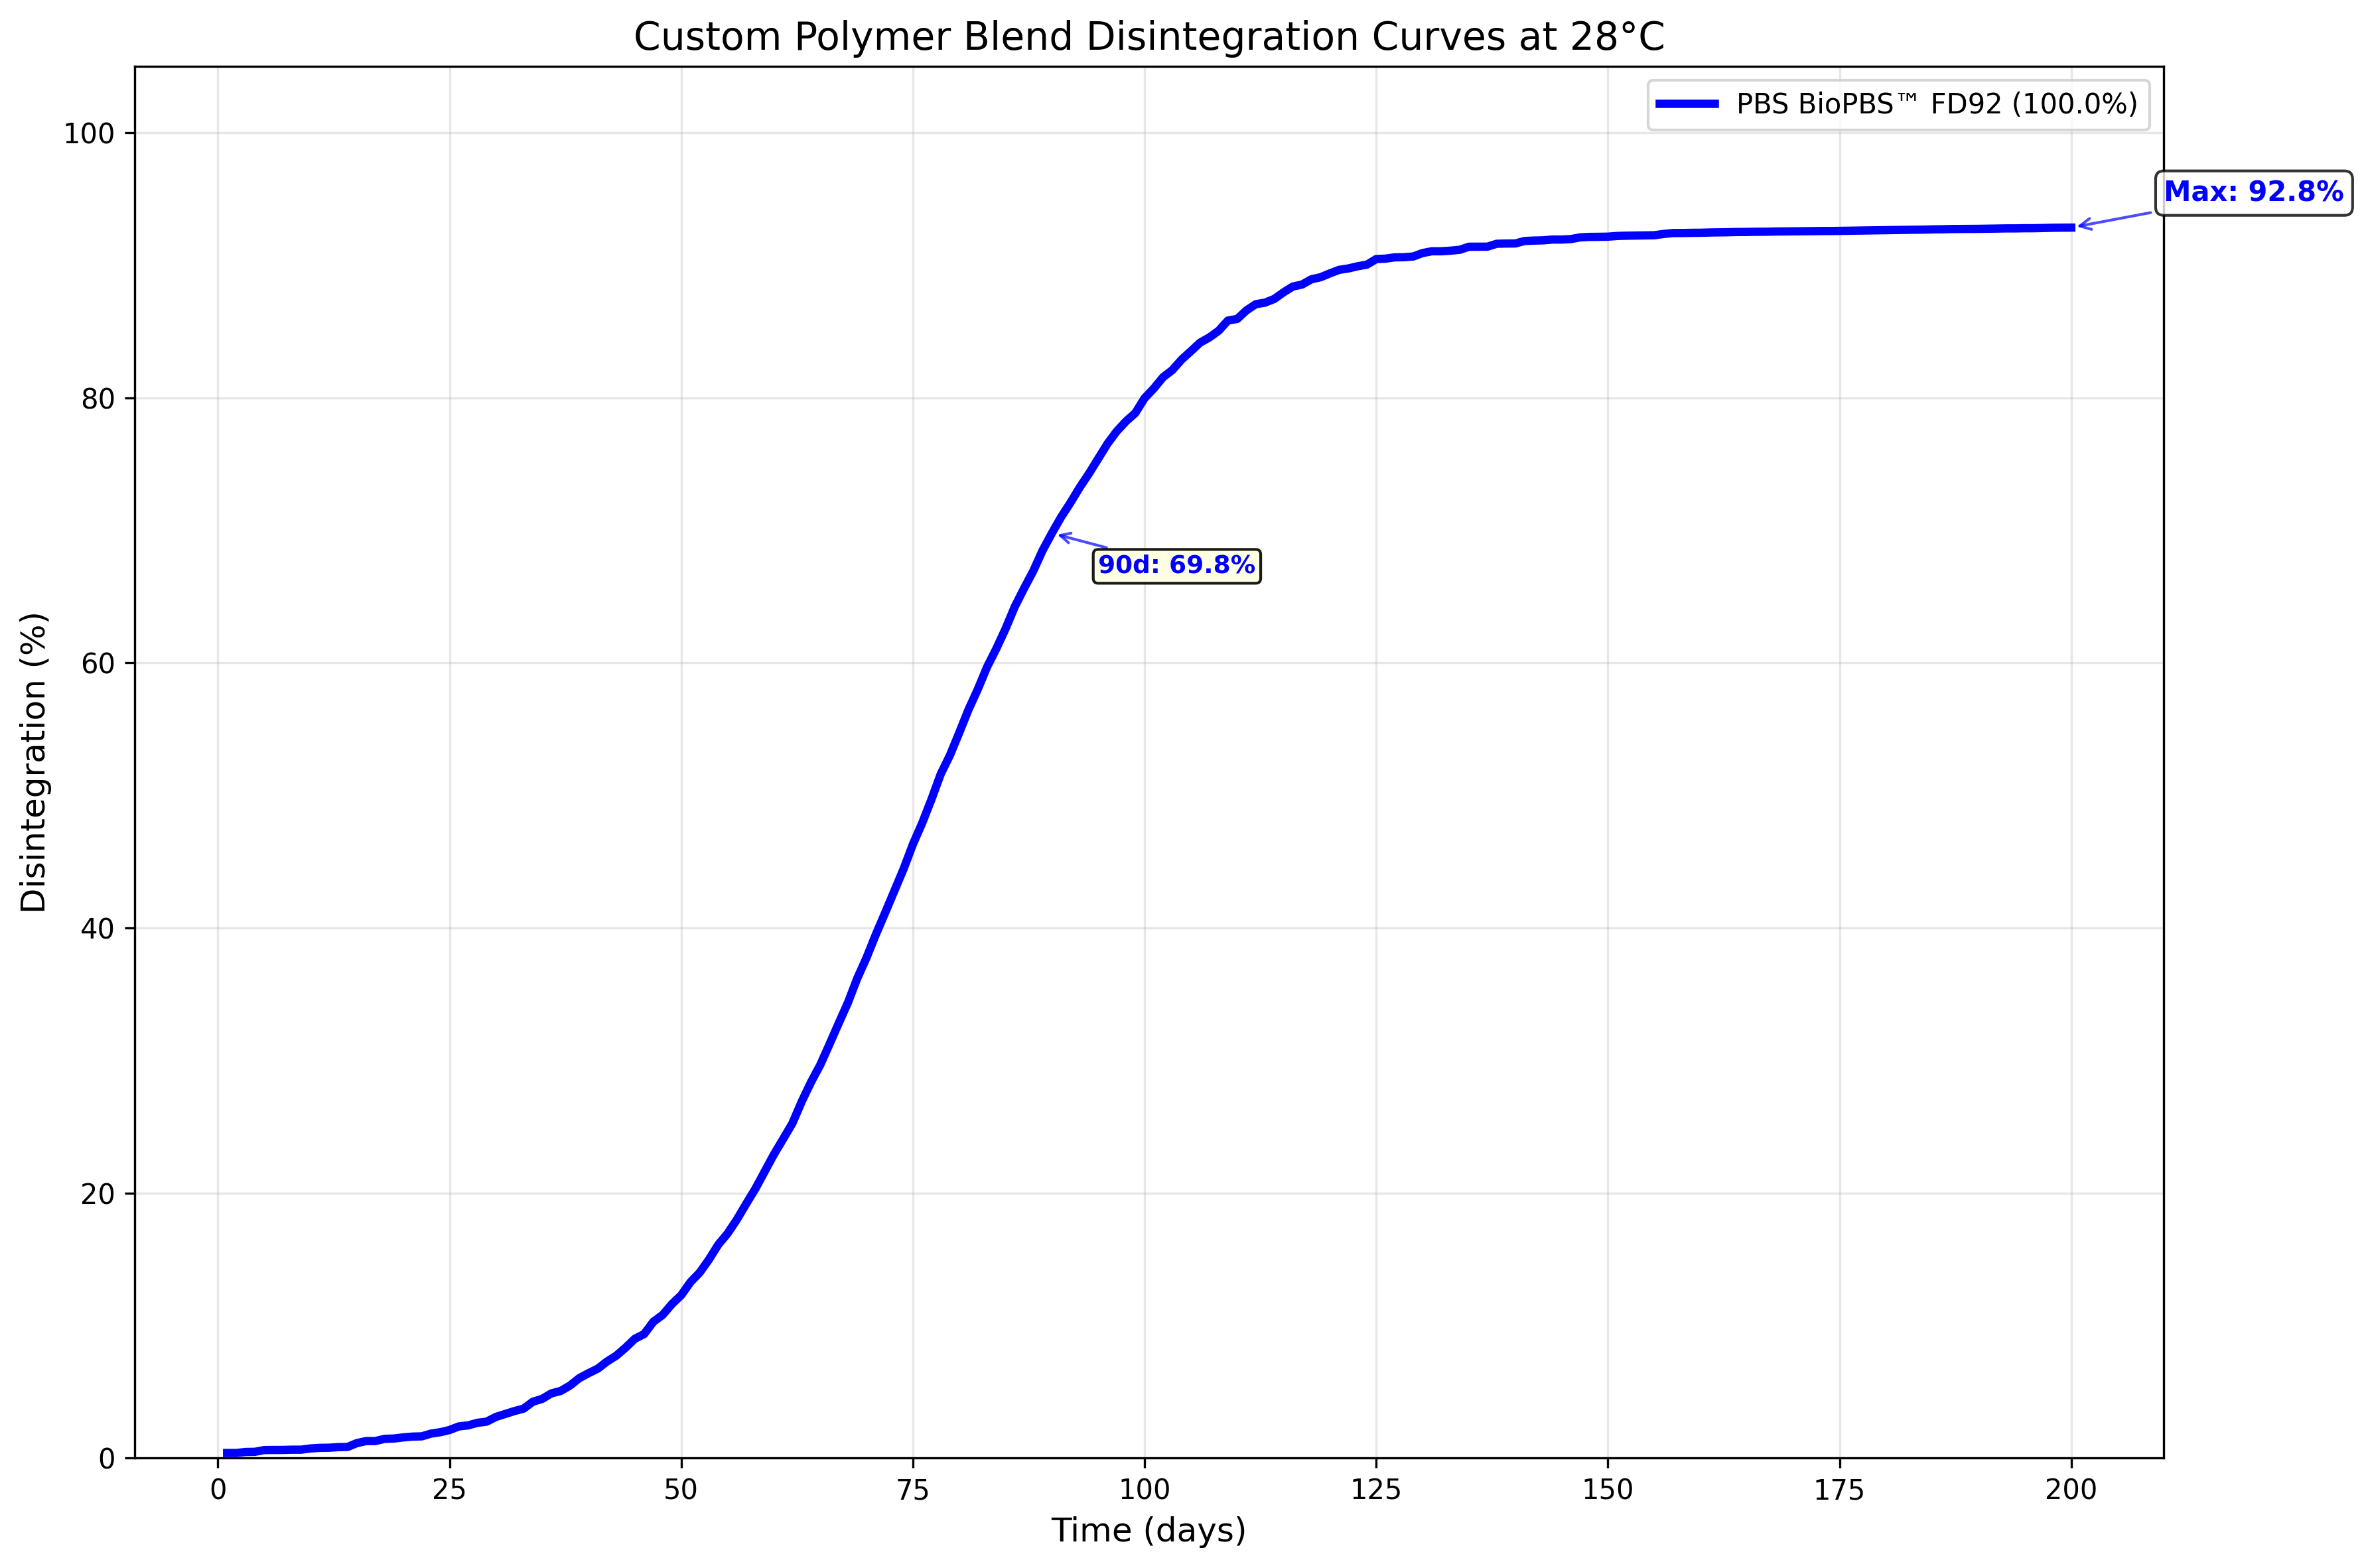 Custom Polymer Blend Disintegration Curves at 28°C
PBS BioPBS™ FD92 (100.0%)
Max: 92.8%
90d: 69.8%
Disintegration (%)
100
80
60
40
20
0
0 25 50 75 100 125 150 175 200
Time (days)